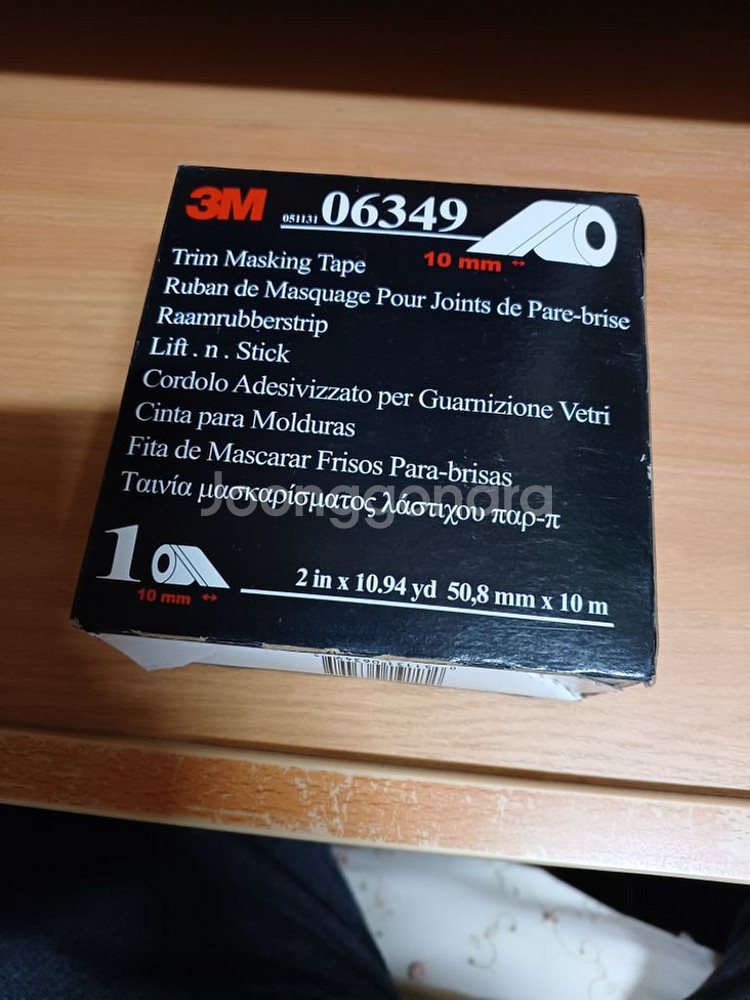 3M 051131 06349
10 mm ↔
Trim Masking Tape
Ruban de Masquage Pour Joints de Pare-brise
Raamrubberstrip
Lift . n . Stick
Cordolo Adesivizzato per Guarnizione Vetri
Cinta para Molduras
Fita de Mascarar Frisos Para-brisas
Ταινία μασκαρίσματος λάστιχου παρ-π
Joonggonara
1
10 mm ↔
2 in x 10.94 yd 50,8 mm x 10 m